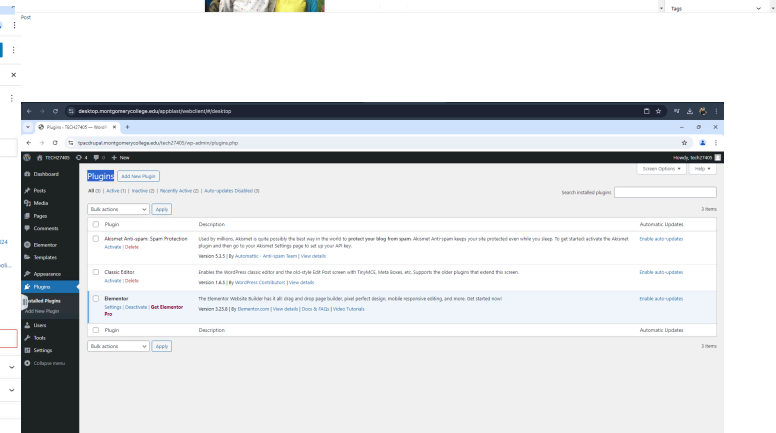 Tags
Post
desktop.montgomerycollege.edu/appblast/webclient/#/desktop
Plugins ‹ TECH27405 — WordP
tpacdrupal.montgomerycollege.edu/tech27405/wp-admin/plugins.php
TECH27405 4 0 + New Howdy, tech27405
Screen Options Help
Dashboard
Posts
Media
Pages
Comments
Elementor
Templates
Appearance
Plugins
Installed Plugins
Add New Plugin
Users
Tools
Settings
Collapse menu
Plugins Add New Plugin
All (3) | Active (1) | Inactive (2) | Recently Active (2) | Auto-updates Disabled (3)
Search installed plugins
Bulk actions Apply 3 items
Plugin Description Automatic Updates
Akismet Anti-spam: Spam Protection
Activate | Delete
Used by millions, Akismet is quite possibly the best way in the world to protect your blog from spam. Akismet Anti-spam keeps your site protected even while you sleep. To get started: activate the Akismet
plugin and then go to your Akismet Settings page to set up your API key.
Version 5.3.5 | By Automattic - Anti-spam Team | View details
Enable auto-updates
Classic Editor
Activate | Delete
Enables the WordPress classic editor and the old-style Edit Post screen with TinyMCE, Meta Boxes, etc. Supports the older plugins that extend this screen.
Version 1.6.5 | By WordPress Contributors | View details
Enable auto-updates
Elementor
Settings | Deactivate | Get Elementor
Pro
The Elementor Website Builder has it all: drag and drop page builder, pixel perfect design, mobile responsive editing, and more. Get started now!
Version 3.25.8 | By Elementor.com | View details | Docs & FAQs | Video Tutorials
Enable auto-updates
Plugin Description Automatic Updates
Bulk actions Apply 3 items